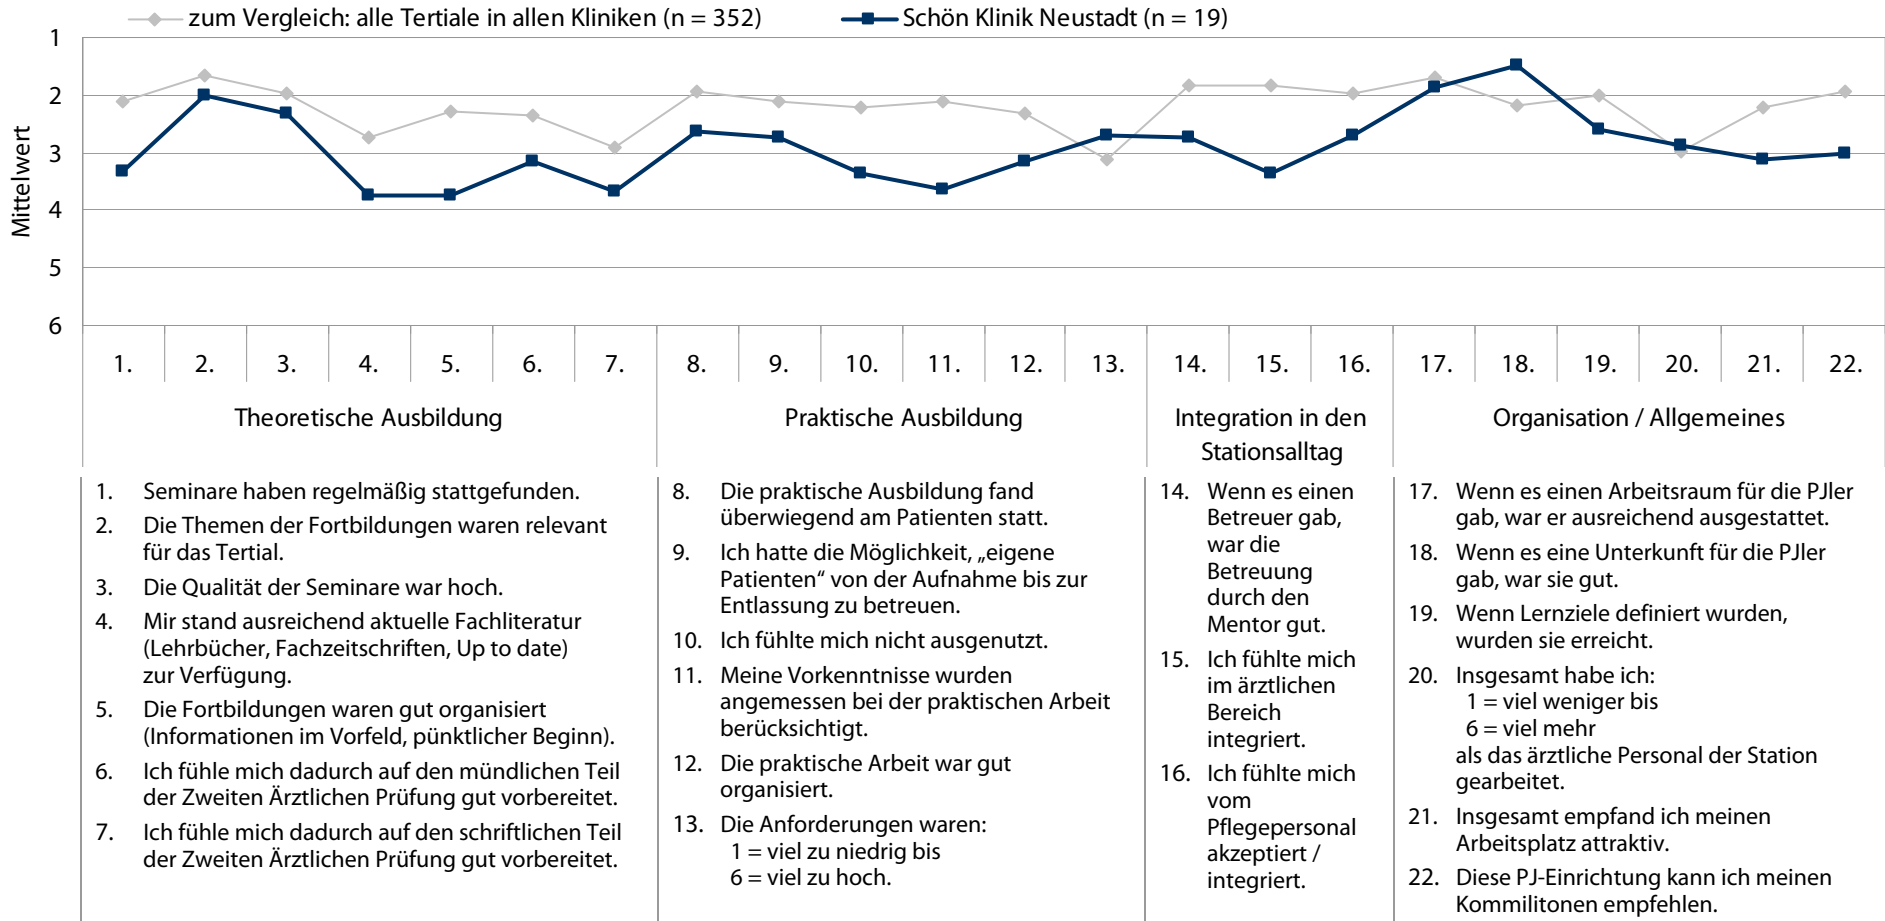 zum Vergleich: alle Tertiale in allen Kliniken (n = 352)
Schön Klinik Neustadt (n = 19)
Mittelwert
1
2
3
4
5
6
1. 2. 3. 4. 5. 6. 7. 8. 9. 10. 11. 12. 13. 14. 15. 16. 17. 18. 19. 20. 21. 22.
Theoretische Ausbildung
Praktische Ausbildung
Integration in den
Stationsalltag
Organisation / Allgemeines
1. Seminare haben regelmäßig stattgefunden.
2. Die Themen der Fortbildungen waren relevant
für das Tertial.
3. Die Qualität der Seminare war hoch.
4. Mir stand ausreichend aktuelle Fachliteratur
(Lehrbücher, Fachzeitschriften, Up to date)
zur Verfügung.
5. Die Fortbildungen waren gut organisiert
(Informationen im Vorfeld, pünktlicher Beginn).
6. Ich fühle mich dadurch auf den mündlichen Teil
der Zweiten Ärztlichen Prüfung gut vorbereitet.
7. Ich fühle mich dadurch auf den schriftlichen Teil
der Zweiten Ärztlichen Prüfung gut vorbereitet.
8. Die praktische Ausbildung fand
überwiegend am Patienten statt.
9. Ich hatte die Möglichkeit, „eigene
Patienten“ von der Aufnahme bis zur
Entlassung zu betreuen.
10. Ich fühlte mich nicht ausgenutzt.
11. Meine Vorkenntnisse wurden
angemessen bei der praktischen Arbeit
berücksichtigt.
12. Die praktische Arbeit war gut
organisiert.
13. Die Anforderungen waren:
1 = viel zu niedrig bis
6 = viel zu hoch.
14. Wenn es einen
Betreuer gab,
war die
Betreuung
durch den
Mentor gut.
15. Ich fühlte mich
im ärztlichen
Bereich
integriert.
16. Ich fühlte mich
vom
Pflegepersonal
akzeptiert /
integriert.
17. Wenn es einen Arbeitsraum für die PJler
gab, war er ausreichend ausgestattet.
18. Wenn es eine Unterkunft für die PJler
gab, war sie gut.
19. Wenn Lernziele definiert wurden,
wurden sie erreicht.
20. Insgesamt habe ich:
1 = viel weniger bis
6 = viel mehr
als das ärztliche Personal der Station
gearbeitet.
21. Insgesamt empfand ich meinen
Arbeitsplatz attraktiv.
22. Diese PJ-Einrichtung kann ich meinen
Kommilitonen empfehlen.